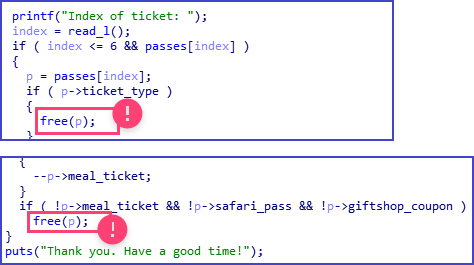 printf("Index of ticket: ");
index = read_l();
if ( index <= 6 && passes[index] )
{
p = passes[index];
if ( p->ticket_type )
{
free(p);
!
}
{
--p->meal_ticket;
}
if ( !p->meal_ticket && !p->safari_pass && !p->giftshop_coupon )
free(p);
!
}
puts("Thank you. Have a good time!");